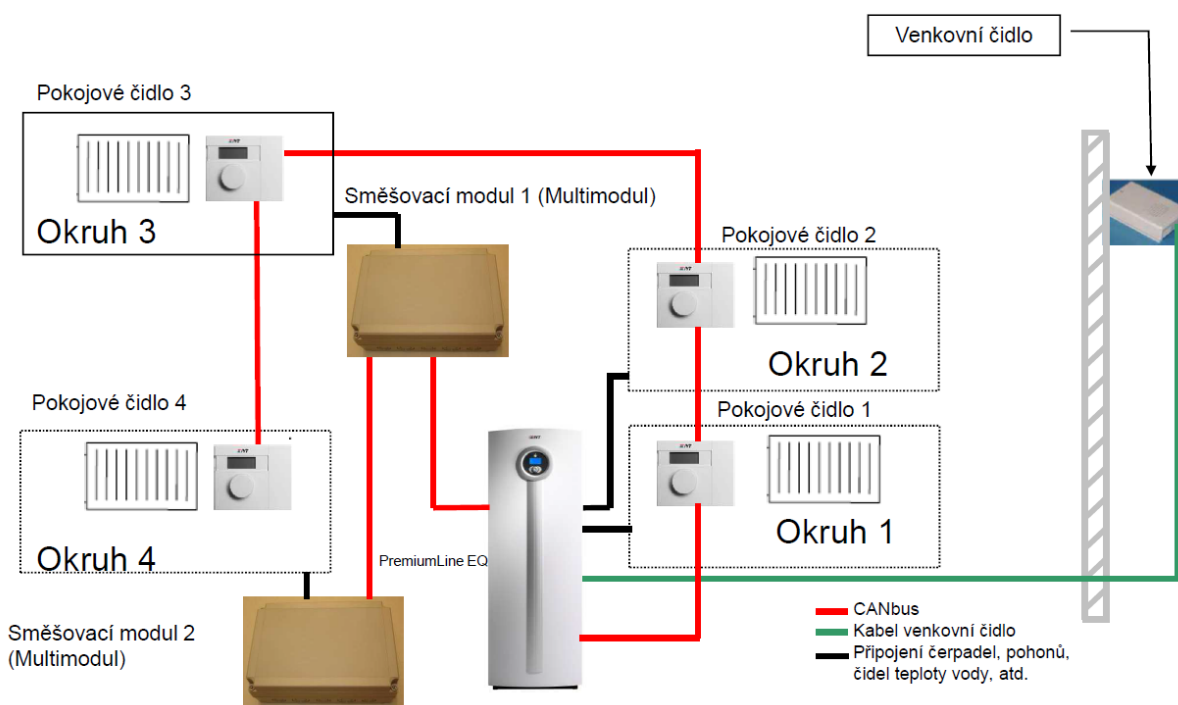 Venkovní čidlo
Pokojové čidlo 3
Okruh 3
Směšovací modul 1 (Multimodul)
Pokojové čidlo 2
Okruh 2
Pokojové čidlo 4
Okruh 4
Pokojové čidlo 1
Okruh 1
PremiumLine EQ
Směšovací modul 2
(Multimodul)
CANbus
Kabel venkovní čidlo
Připojení čerpadel, pohonů,
čidel teploty vody, atd.